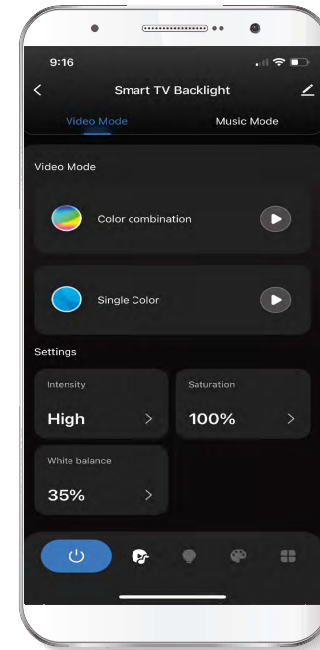 9:16
Smart TV Backlight
Video Mode
Music Mode
Video Mode
Color combination
Single Color
Settings
Intensity
Saturation
High
100%
White balance
35%